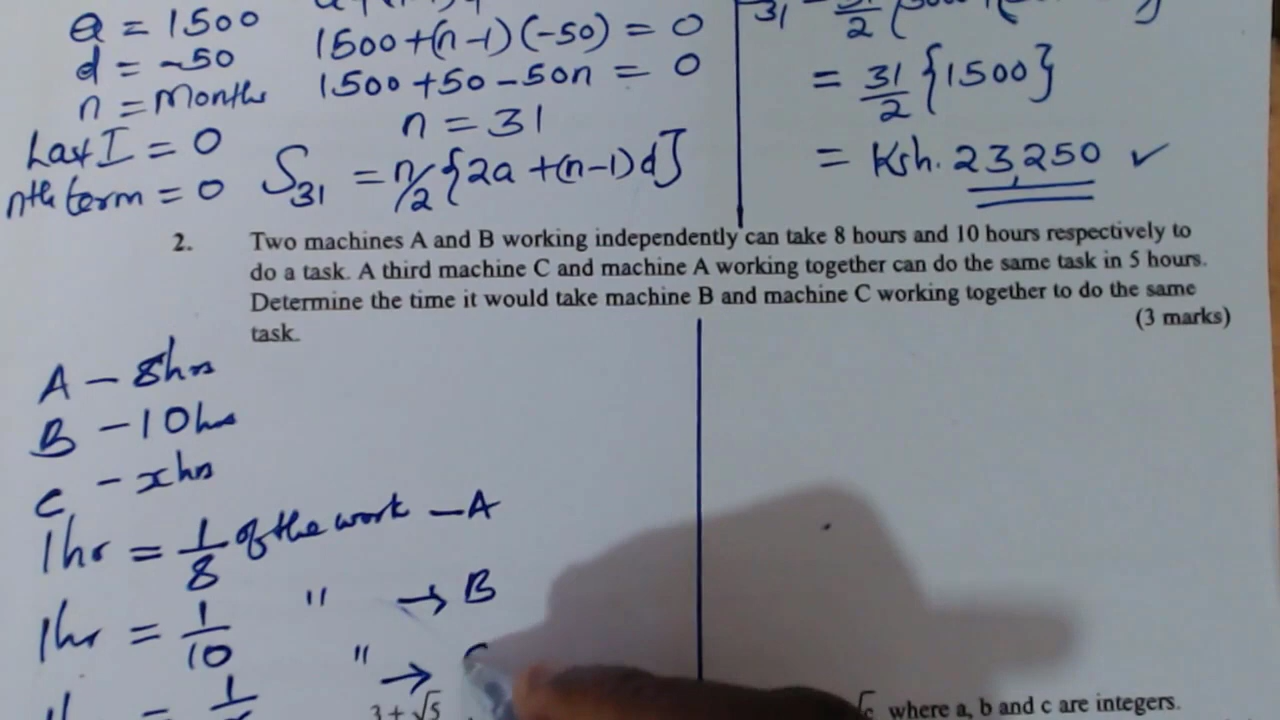 a = 1500
d = -50
n = Months
Last I = 0
nth term = 0
1500+(n-1)(-50) = 0
1500+50-50n = 0
n = 31
S31 = n/2{2a+(n-1)d}
= 31/2{1500}
= Ksh. 23,250 ✓
2. Two machines A and B working independently can take 8 hours and 10 hours respectively to
do a task. A third machine C and machine A working together can do the same task in 5 hours.
Determine the time it would take machine B and machine C working together to do the same
task. (3 marks)
A - 8hrs
B - 10hrs
C - x hrs
1hr = 1/8 of the work - A
1hr = 1/10 " → B
" →
3 + √5
where a, b and c are integers.